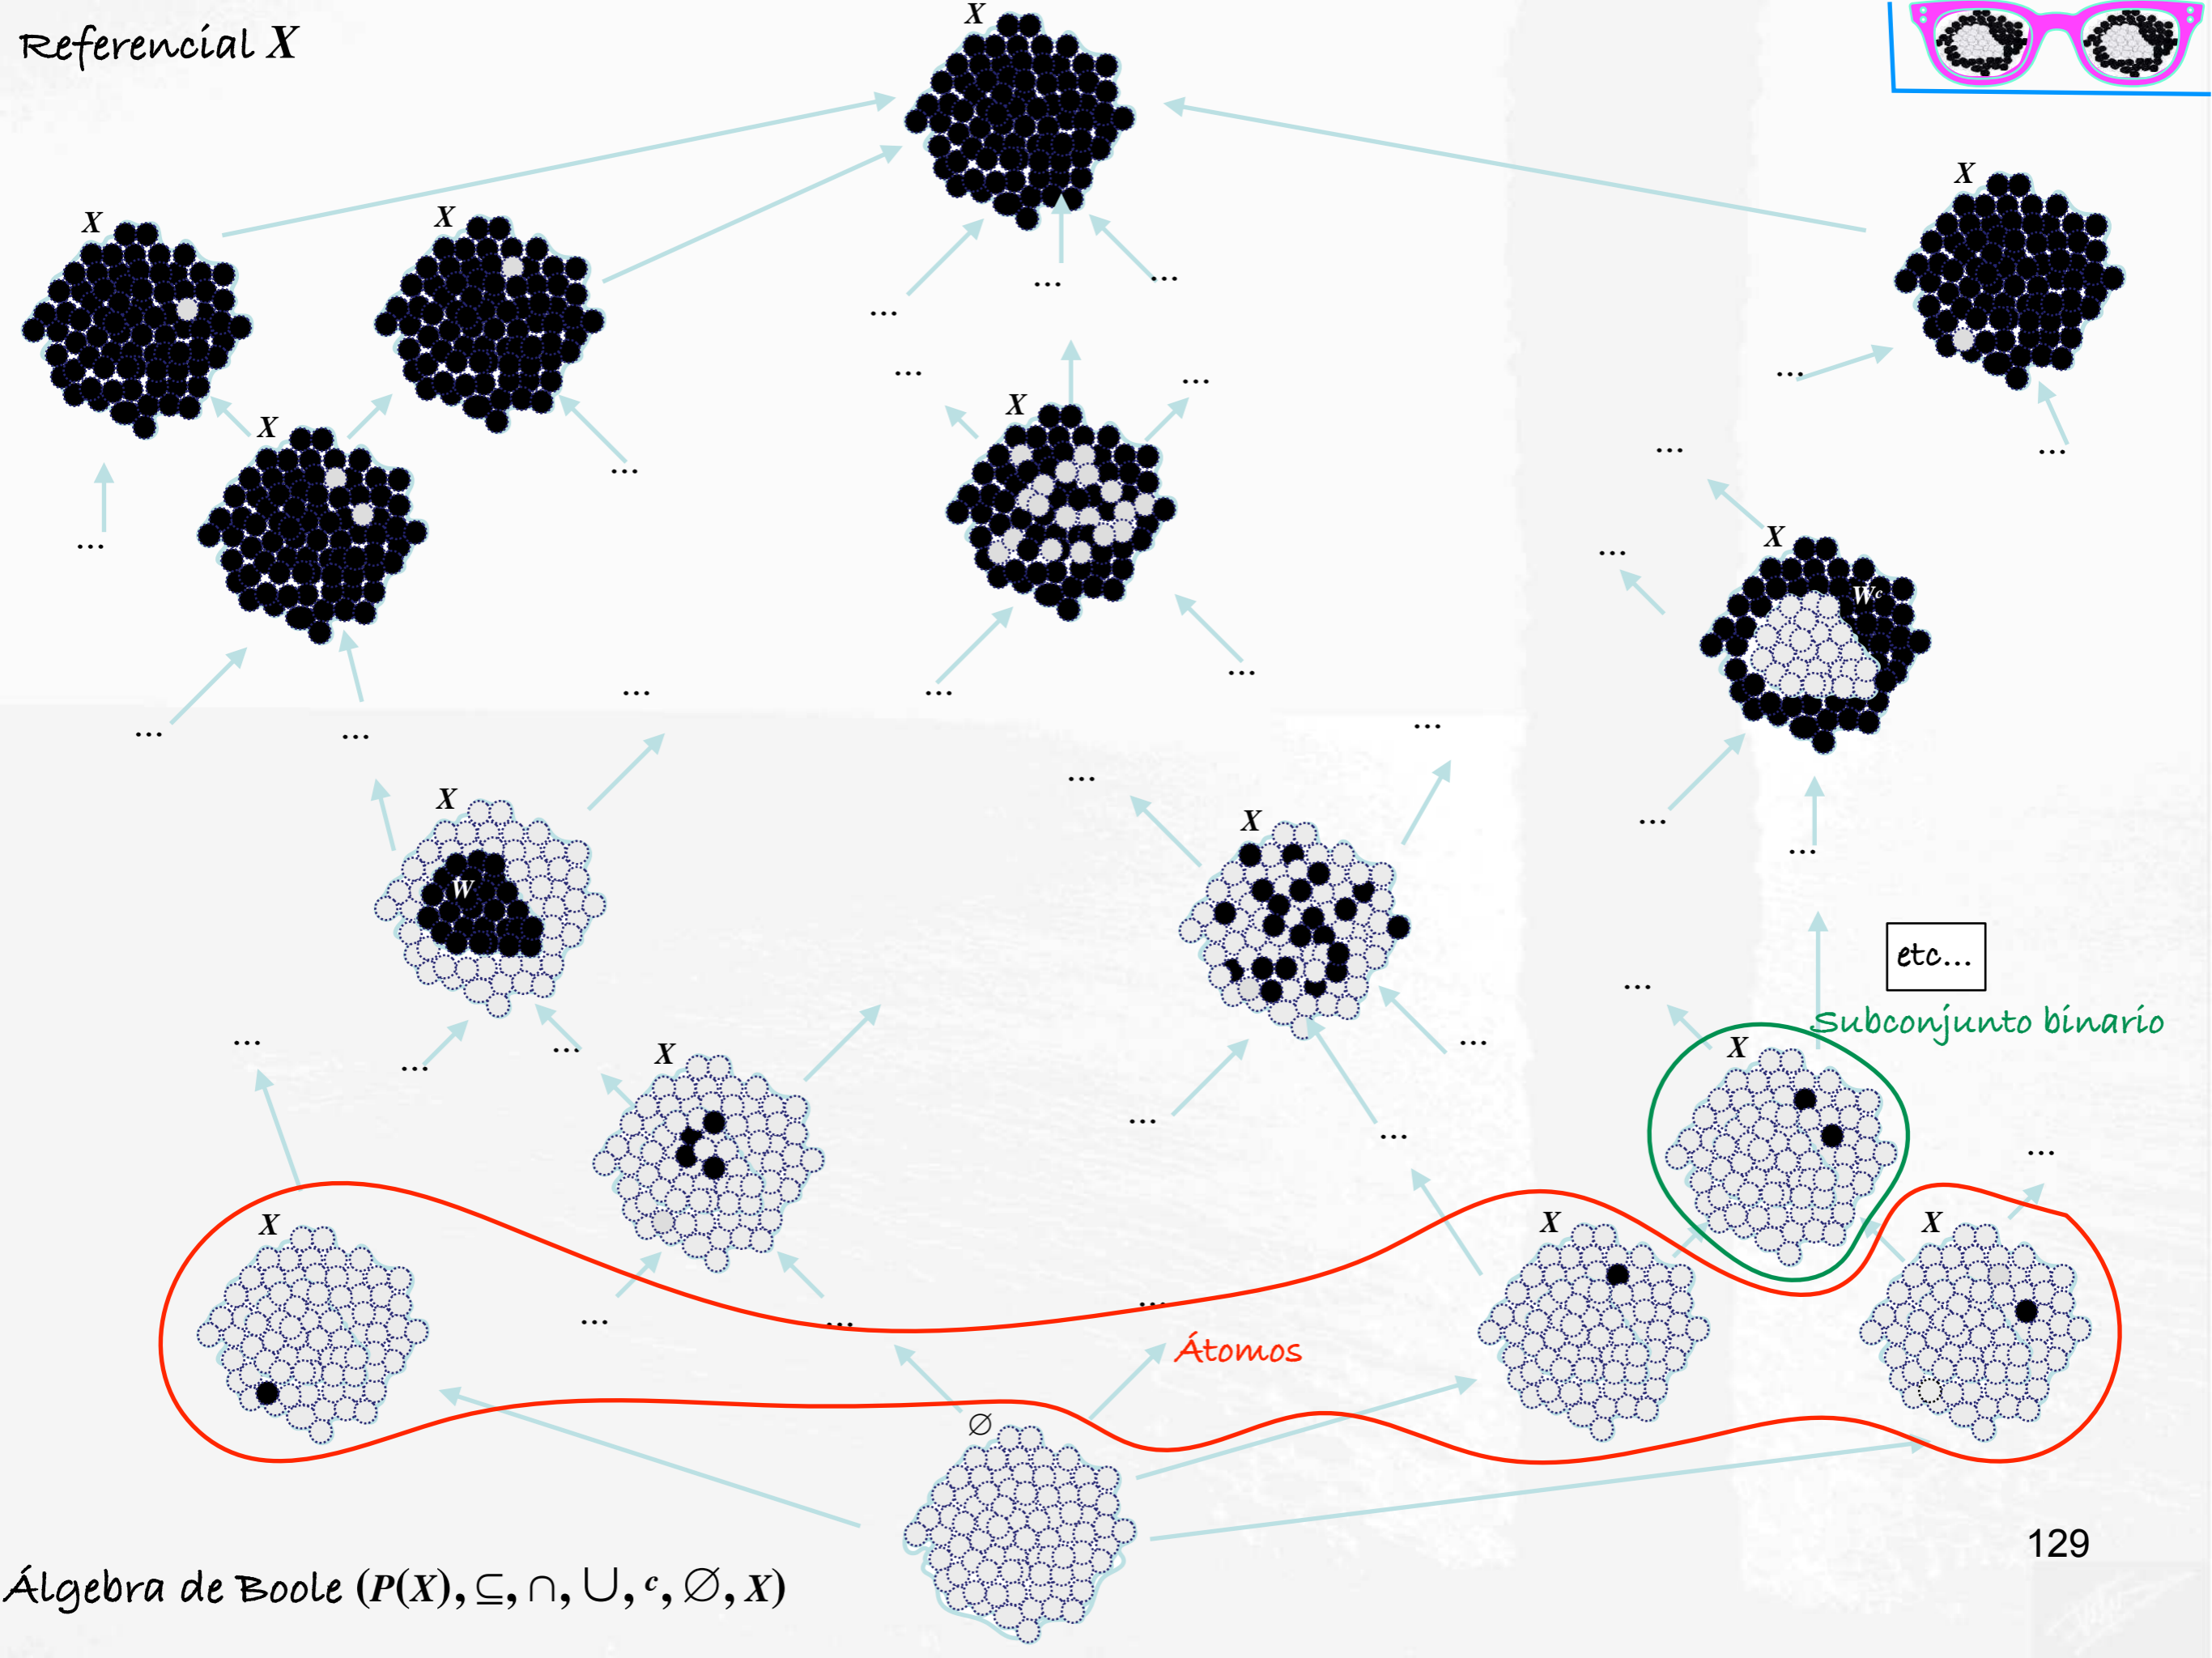 Referencial X
X
X
X
X
X
...
...
...
...
...
X
...
X
...
...
...
...
X
Wᶜ
...
...
...
...
...
...
...
...
X
W
X
...
...
etc...
...
Subconjunto binario
...
...
...
...
X
X
...
...
...
X
X
X
...
...
...
Átomos
∅
129
Álgebra de Boole (P(X), ⊆, ∩, ∪, ᶜ, ∅, X)